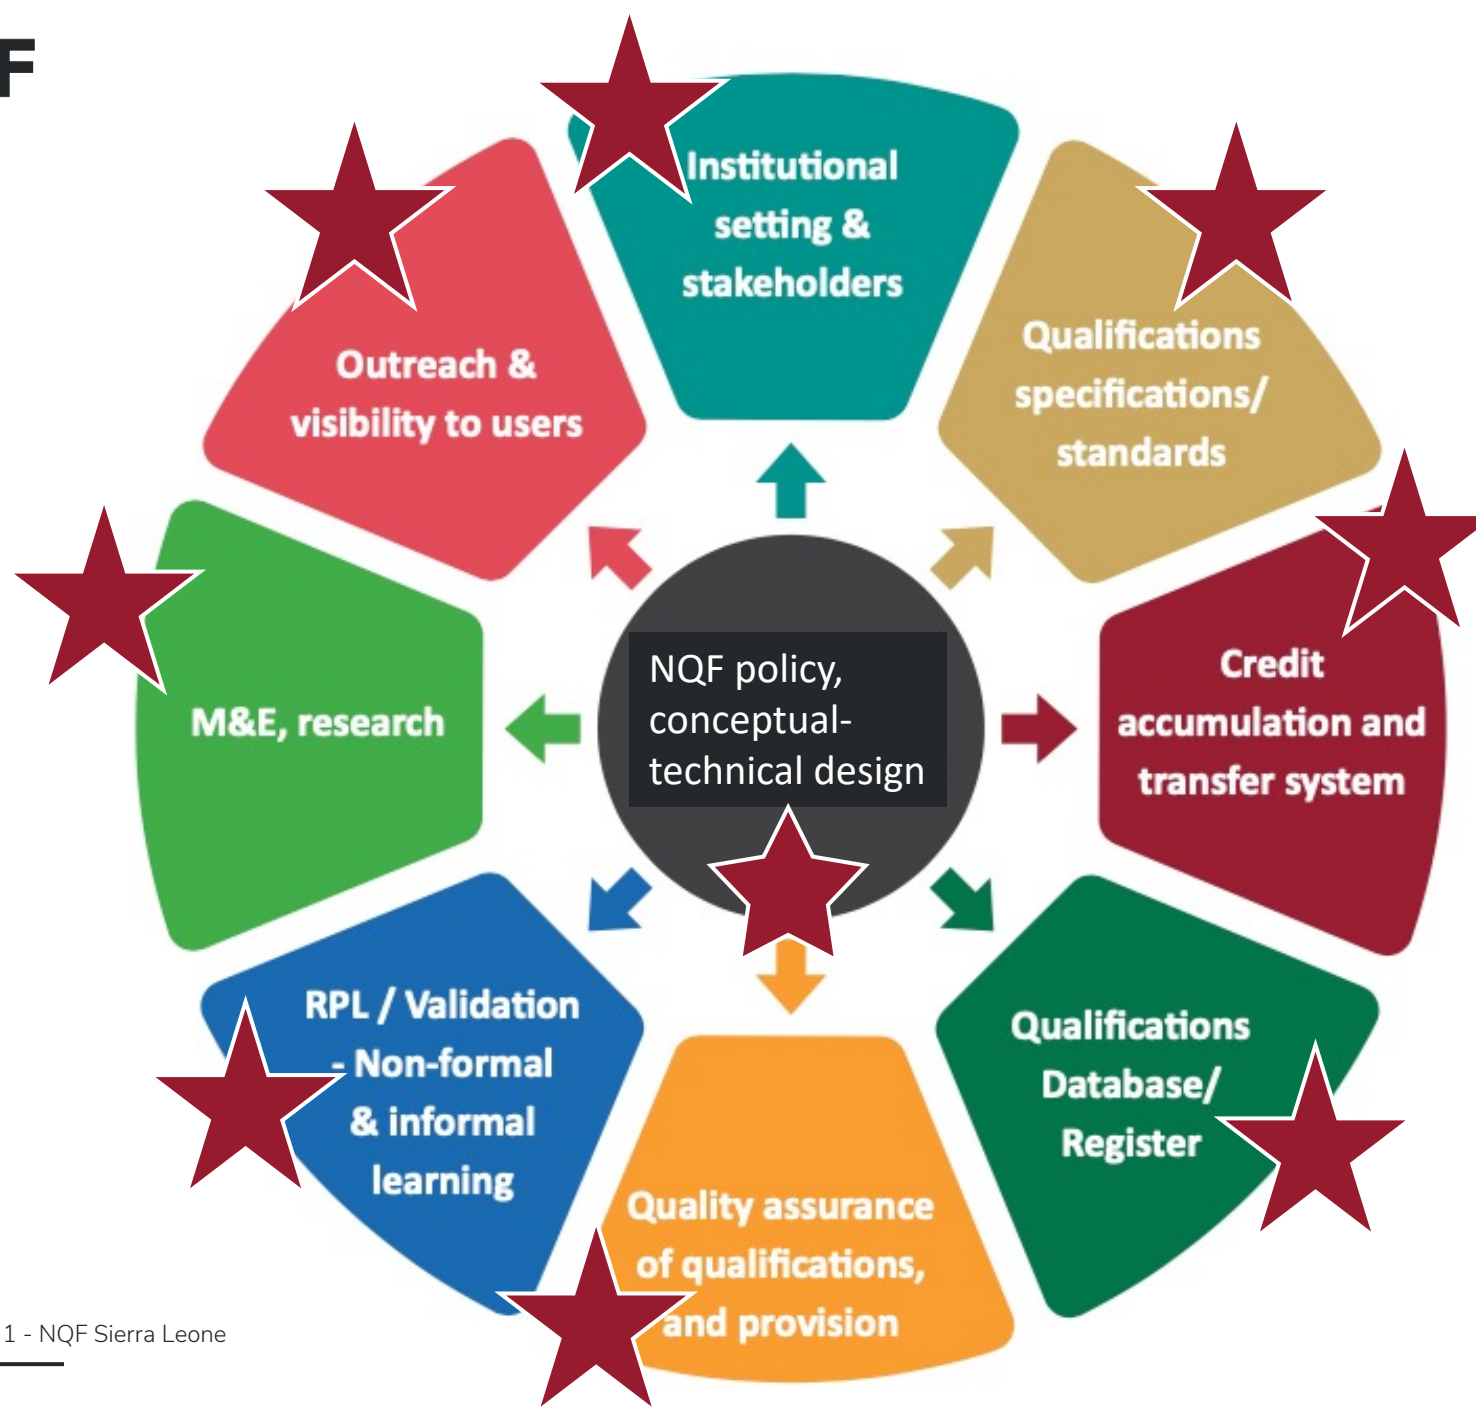 F
Institutional
setting &
stakeholders
Qualifications
specifications/
standards
Credit
accumulation and
transfer system
Qualifications
Database/
Register
Quality assurance
of qualifications,
and provision
RPL / Validation
- Non-formal
& informal
learning
M&E, research
Outreach &
visibility to users
NQF policy,
conceptual-
technical design
1 - NQF Sierra Leone